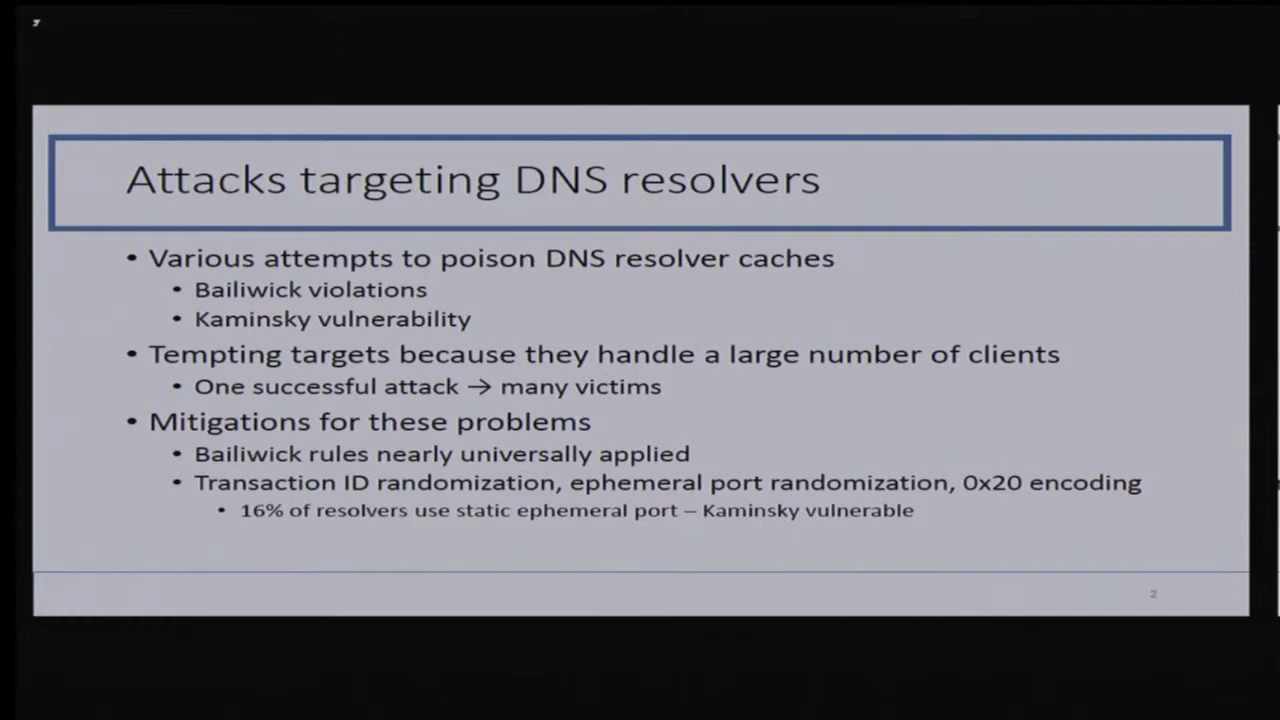 Attacks targeting DNS resolvers
• Various attempts to poison DNS resolver caches
• Bailiwick violations
• Kaminsky vulnerability
• Tempting targets because they handle a large number of clients
• One successful attack → many victims
• Mitigations for these problems
• Bailiwick rules nearly universally applied
• Transaction ID randomization, ephemeral port randomization, 0x20 encoding
• 16% of resolvers use static ephemeral port – Kaminsky vulnerable
2